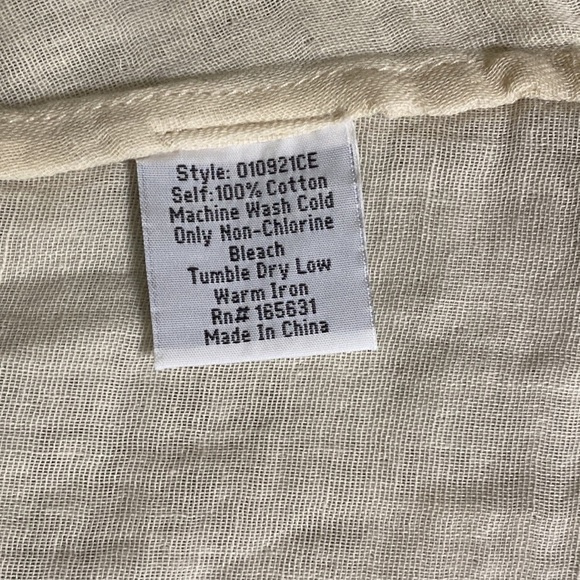 Style: 010921CE
Self:100% Cotton
Machine Wash Cold
Only Non-Chlorine
Bleach
Tumble Dry Low
Warm Iron
Rn# 165631
Made In China